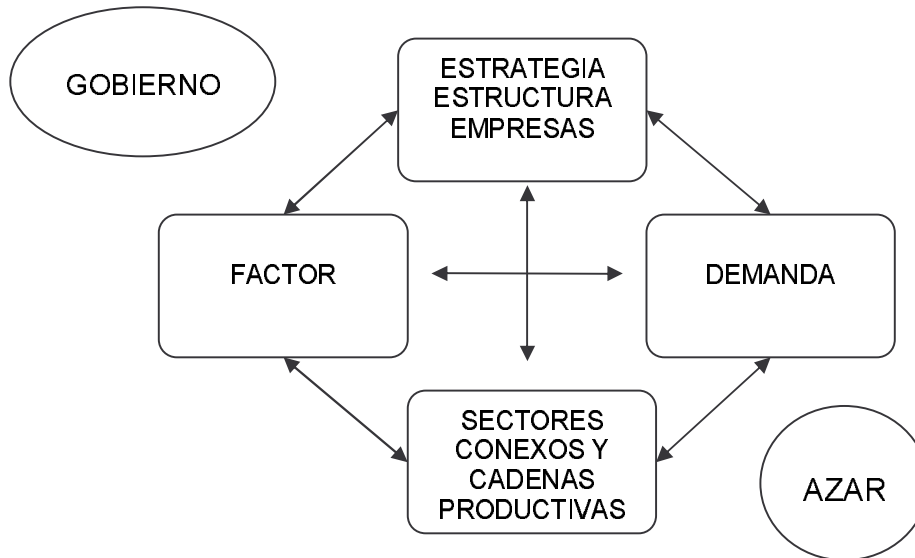 GOBIERNO
ESTRATEGIA
ESTRUCTURA
EMPRESAS
FACTOR
DEMANDA
SECTORES
CONEXOS Y
CADENAS
PRODUCTIVAS
AZAR